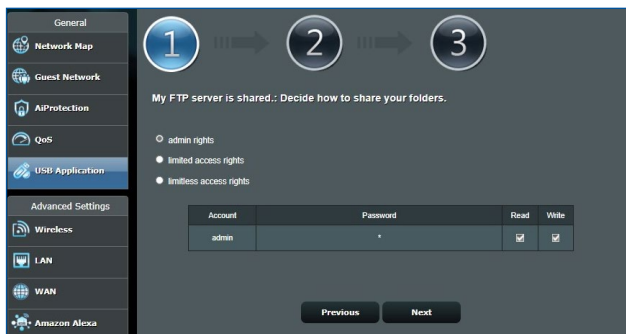 General
Network Map
Guest Network
AiProtection
QoS
USB Application
Advanced Settings
Wireless
LAN
WAN
Amazon Alexa
1 2 3
My FTP server is shared.: Decide how to share your folders.
admin rights
limited access rights
limitless access rights
Account Password Read Write
admin *
Previous Next